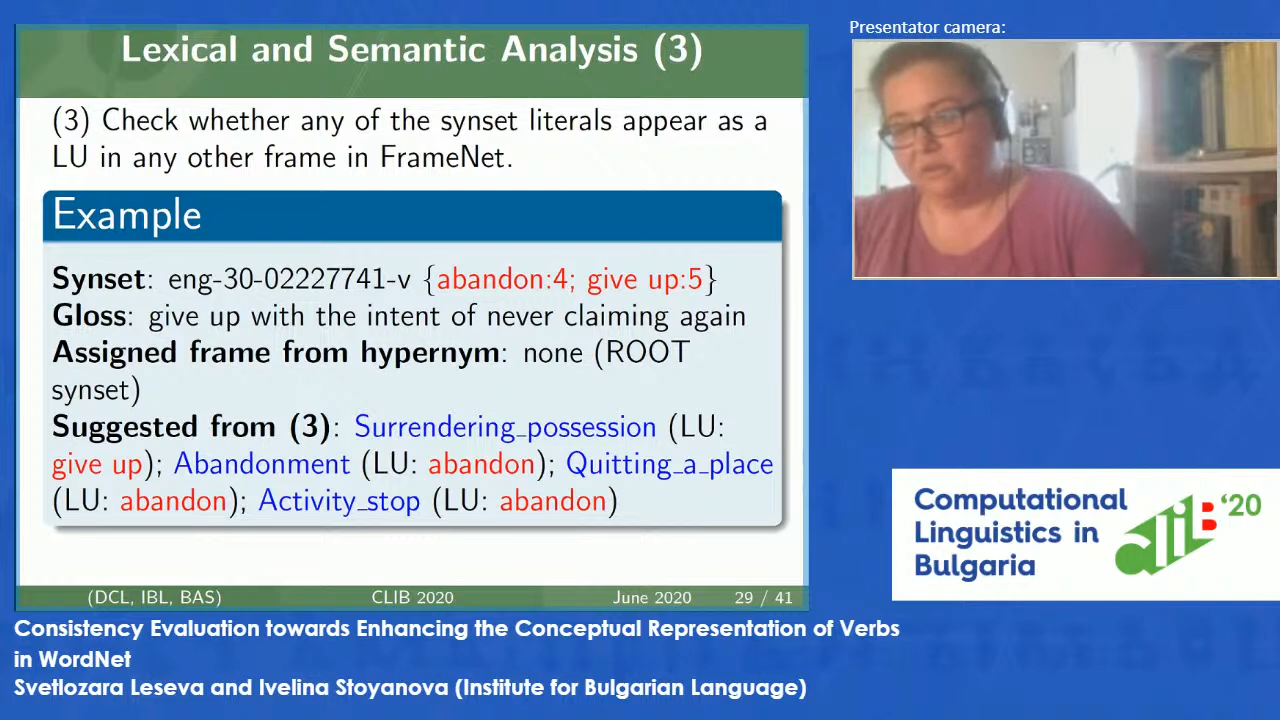 Lexical and Semantic Analysis (3)
Presentator camera:
(3) Check whether any of the synset literals appear as a
LU in any other frame in FrameNet.
Example
Synset: eng-30-02227741-v {abandon:4; give up:5}
Gloss: give up with the intent of never claiming again
Assigned frame from hypernym: none (ROOT
synset)
Suggested from (3): Surrendering_possession (LU:
give up); Abandonment (LU: abandon); Quitting_a_place
(LU: abandon); Activity_stop (LU: abandon)
(DCL, IBL, BAS) CLIB 2020 June 2020 29 / 41
Computational
Linguistics in
Bulgaria
CLIB '20
Consistency Evaluation towards Enhancing the Conceptual Representation of Verbs
in WordNet
Svetlozara Leseva and Ivelina Stoyanova (Institute for Bulgarian Language)